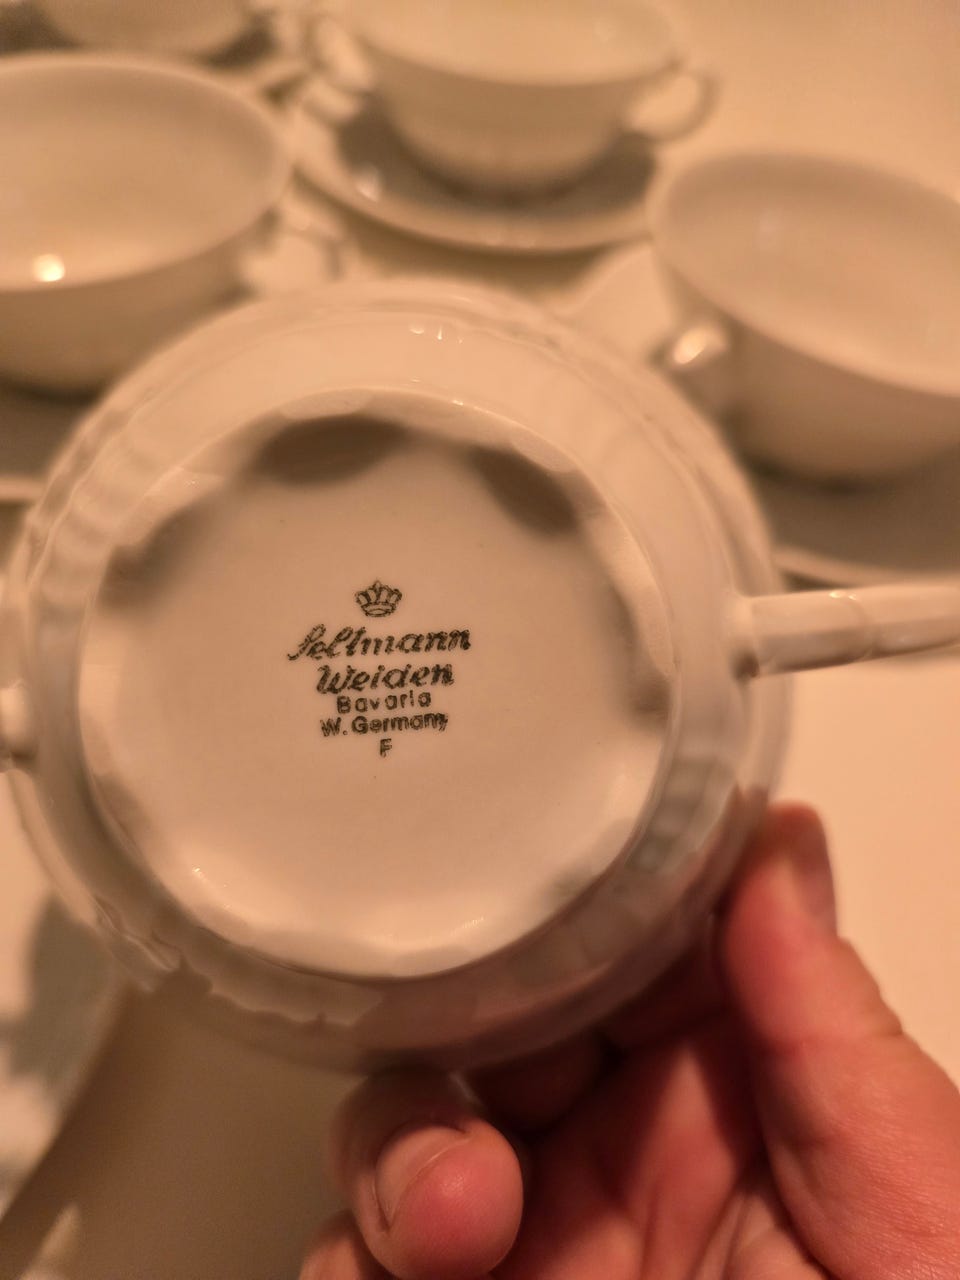 Seltmann
Weiden
Bavaria
W. Germany
F